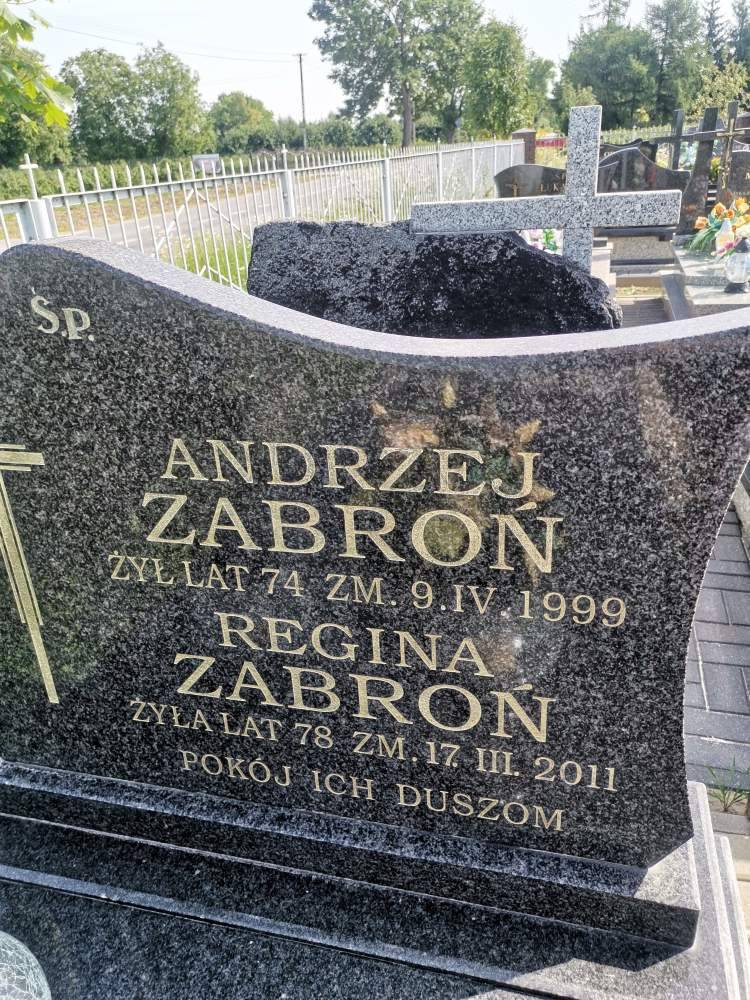 Ś.P.
ANDRZEJ
ZABROŃ
ŻYŁ LAT 74 ZM. 9.IV.1999
REGINA
ZABROŃ
ŻYŁA LAT 78 ZM. 17.III.2011
POKÓJ ICH DUSZOM